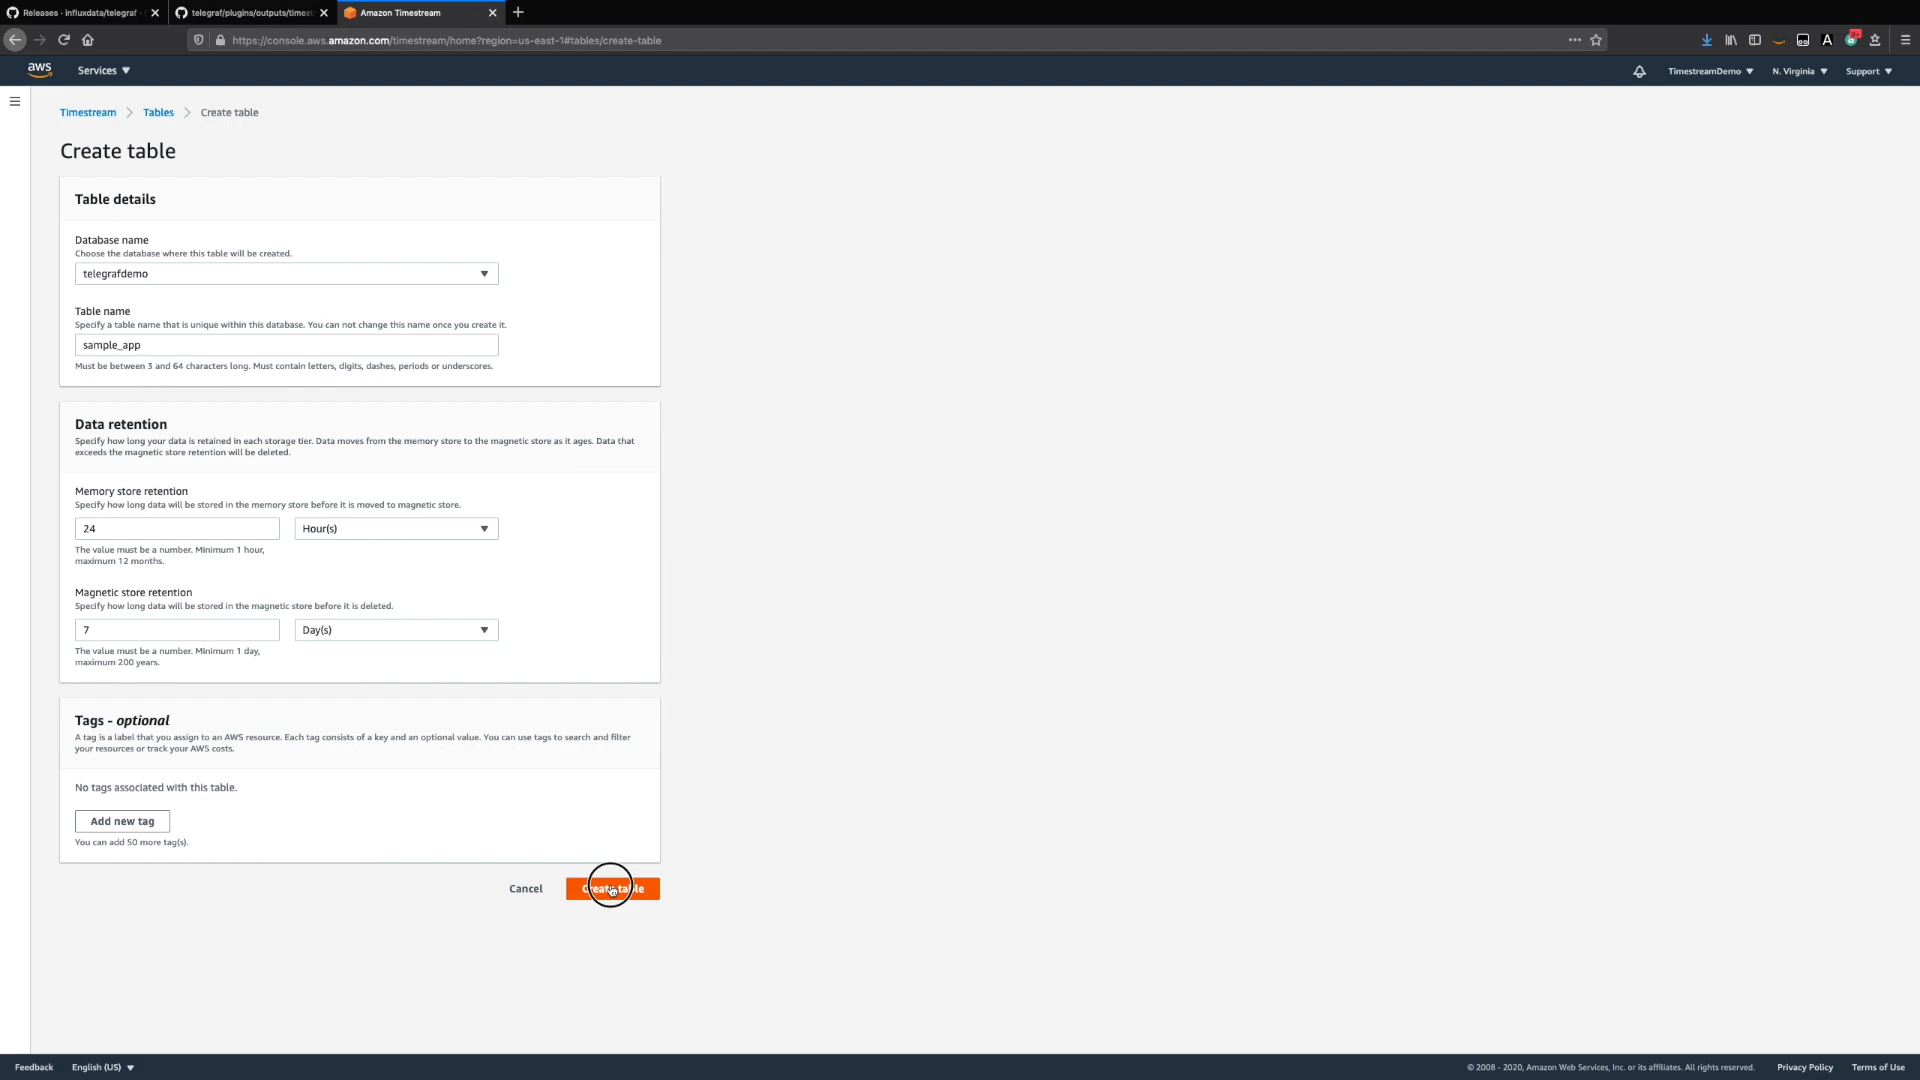 Releases · influxdata/telegraf ·
telegraf/plugins/outputs/timest
Amazon Timestream
https://console.aws.amazon.com/timestream/home?region=us-east-1#tables/create-table
aws
Services
TimestreamDemo
N. Virginia
Support
Timestream
Tables
Create table
Create table
Table details
Database name
Choose the database where this table will be created.
telegrafdemo
Table name
Specify a table name that is unique within this database. You can not change this name once you create it.
sample_app
Must be between 3 and 64 characters long. Must contain letters, digits, dashes, periods or underscores.
Data retention
Specify how long your data is retained in each storage tier. Data moves from the memory store to the magnetic store as it ages. Data that
exceeds the magnetic store retention will be deleted.
Memory store retention
Specify how long data will be stored in the memory store before it is moved to magnetic store.
24
Hour(s)
The value must be a number. Minimum 1 hour,
maximum 12 months.
Magnetic store retention
Specify how long data will be stored in the magnetic store before it is deleted.
7
Day(s)
The value must be a number. Minimum 1 day,
maximum 200 years.
Tags - optional
A tag is a label that you assign to an AWS resource. Each tag consists of a key and an optional value. You can use tags to search and filter
your resources or track your AWS costs.
No tags associated with this table.
Add new tag
You can add 50 more tag(s).
Cancel
Create table
Feedback
English (US)
© 2008 - 2020, Amazon Web Services, Inc. or its affiliates. All rights reserved.
Privacy Policy
Terms of Use